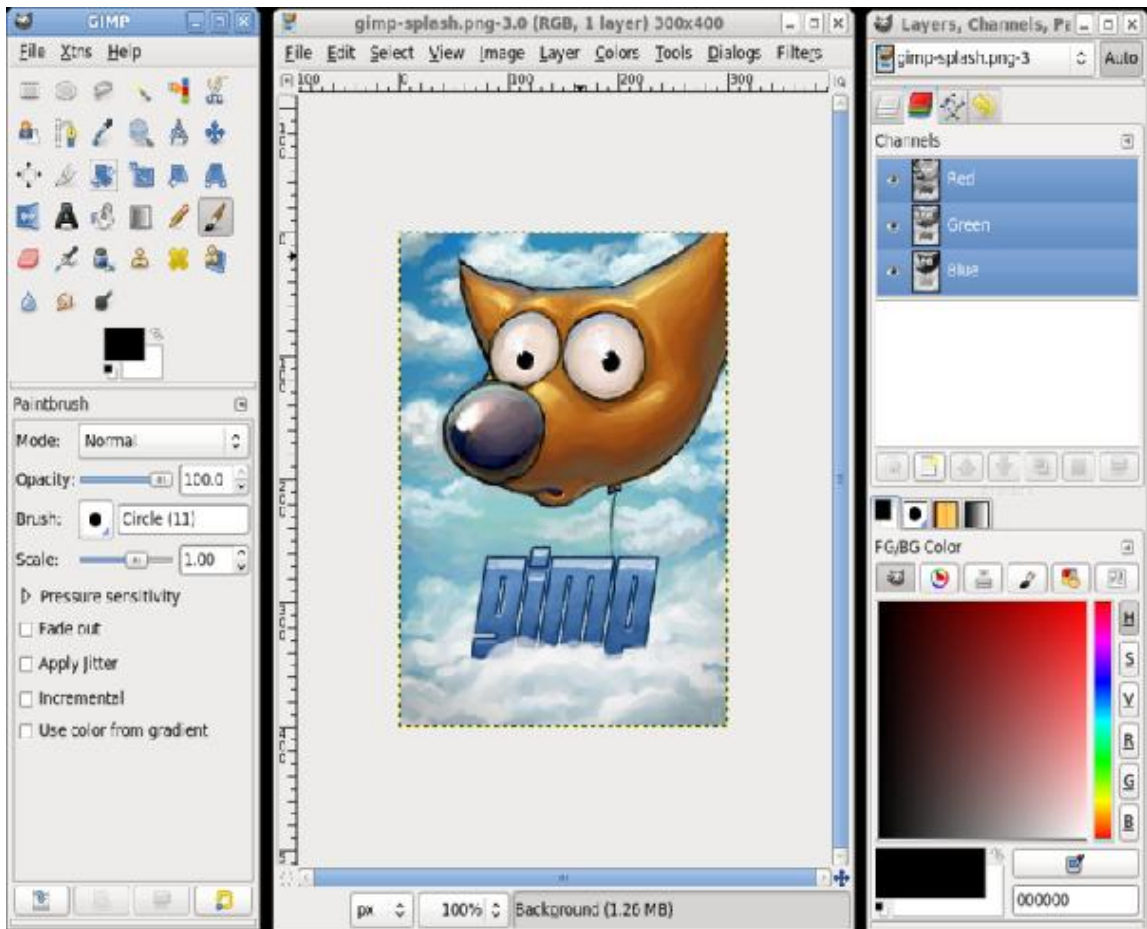 GIMP
File Xtns Help
Paintbrush
Mode: Normal
Opacity: 100.0
Brush: Circle (11)
Scale: 1.00
Pressure sensitivity
Fade out
Apply Jitter
Incremental
Use color from gradient
gimp-splash.png-3.0 (RGB, 1 layer) 300x400
File Edit Select View Image Layer Colors Tools Dialogs Filters
100 0 100 200 300
gimp
px 100% Background (1.26 MB)
Layers, Channels, Pa
gimp-splash.png-3 Auto
Channels
Red
Green
Blue
FG/BG Color
H
S
V
R
G
B
000000